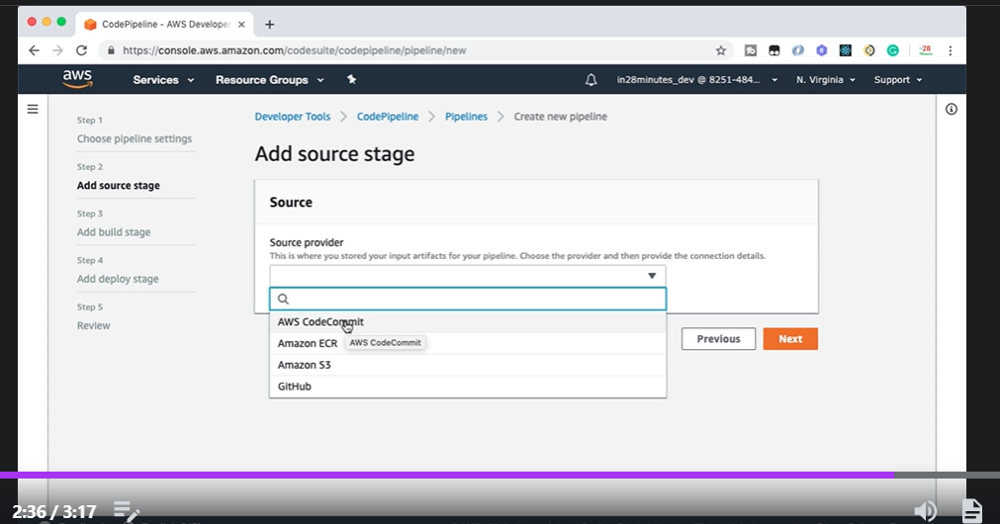 CodePipeline - AWS Develope
https://console.aws.amazon.com/codesuite/codepipeline/pipeline/new
-28
aws Services Resource Groups in28minutes_dev @ 8251-484... N. Virginia Support
Developer Tools > CodePipeline > Pipelines > Create new pipeline
Step 1
Choose pipeline settings
Step 2
Add source stage
Step 3
Add build stage
Step 4
Add deploy stage
Step 5
Review
Add source stage
Source
Source provider
This is where you stored your input artifacts for your pipeline. Choose the provider and then provide the connection details.
AWS CodeCommit
Amazon ECR
AWS CodeCommit
Amazon S3
GitHub
Previous Next
2:36 / 3:17